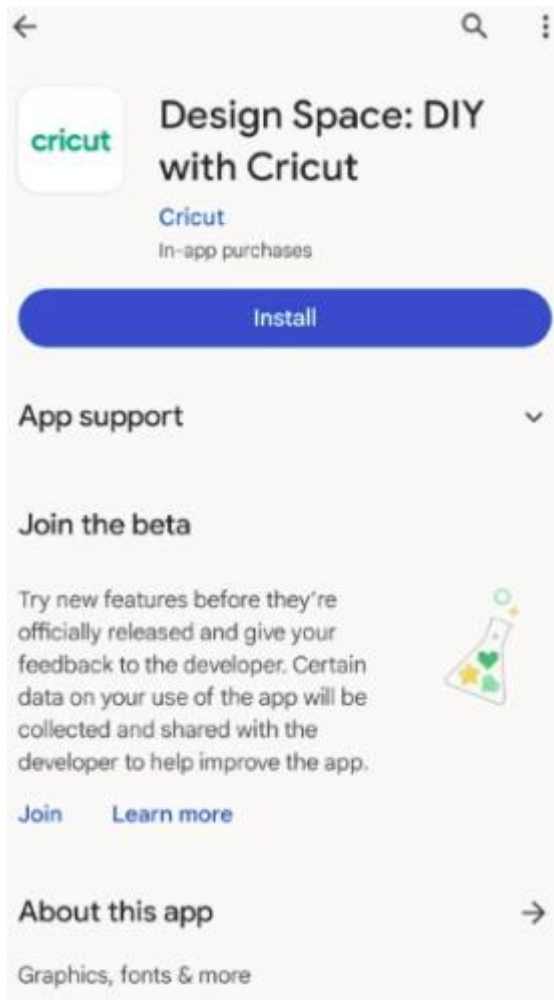 cricut
Design Space: DIY
with Cricut
Cricut
In-app purchases
Install
App support
Join the beta
Try new features before they're
officially released and give your
feedback to the developer. Certain
data on your use of the app will be
collected and shared with the
developer to help improve the app.
Join Learn more
About this app
Graphics, fonts & more